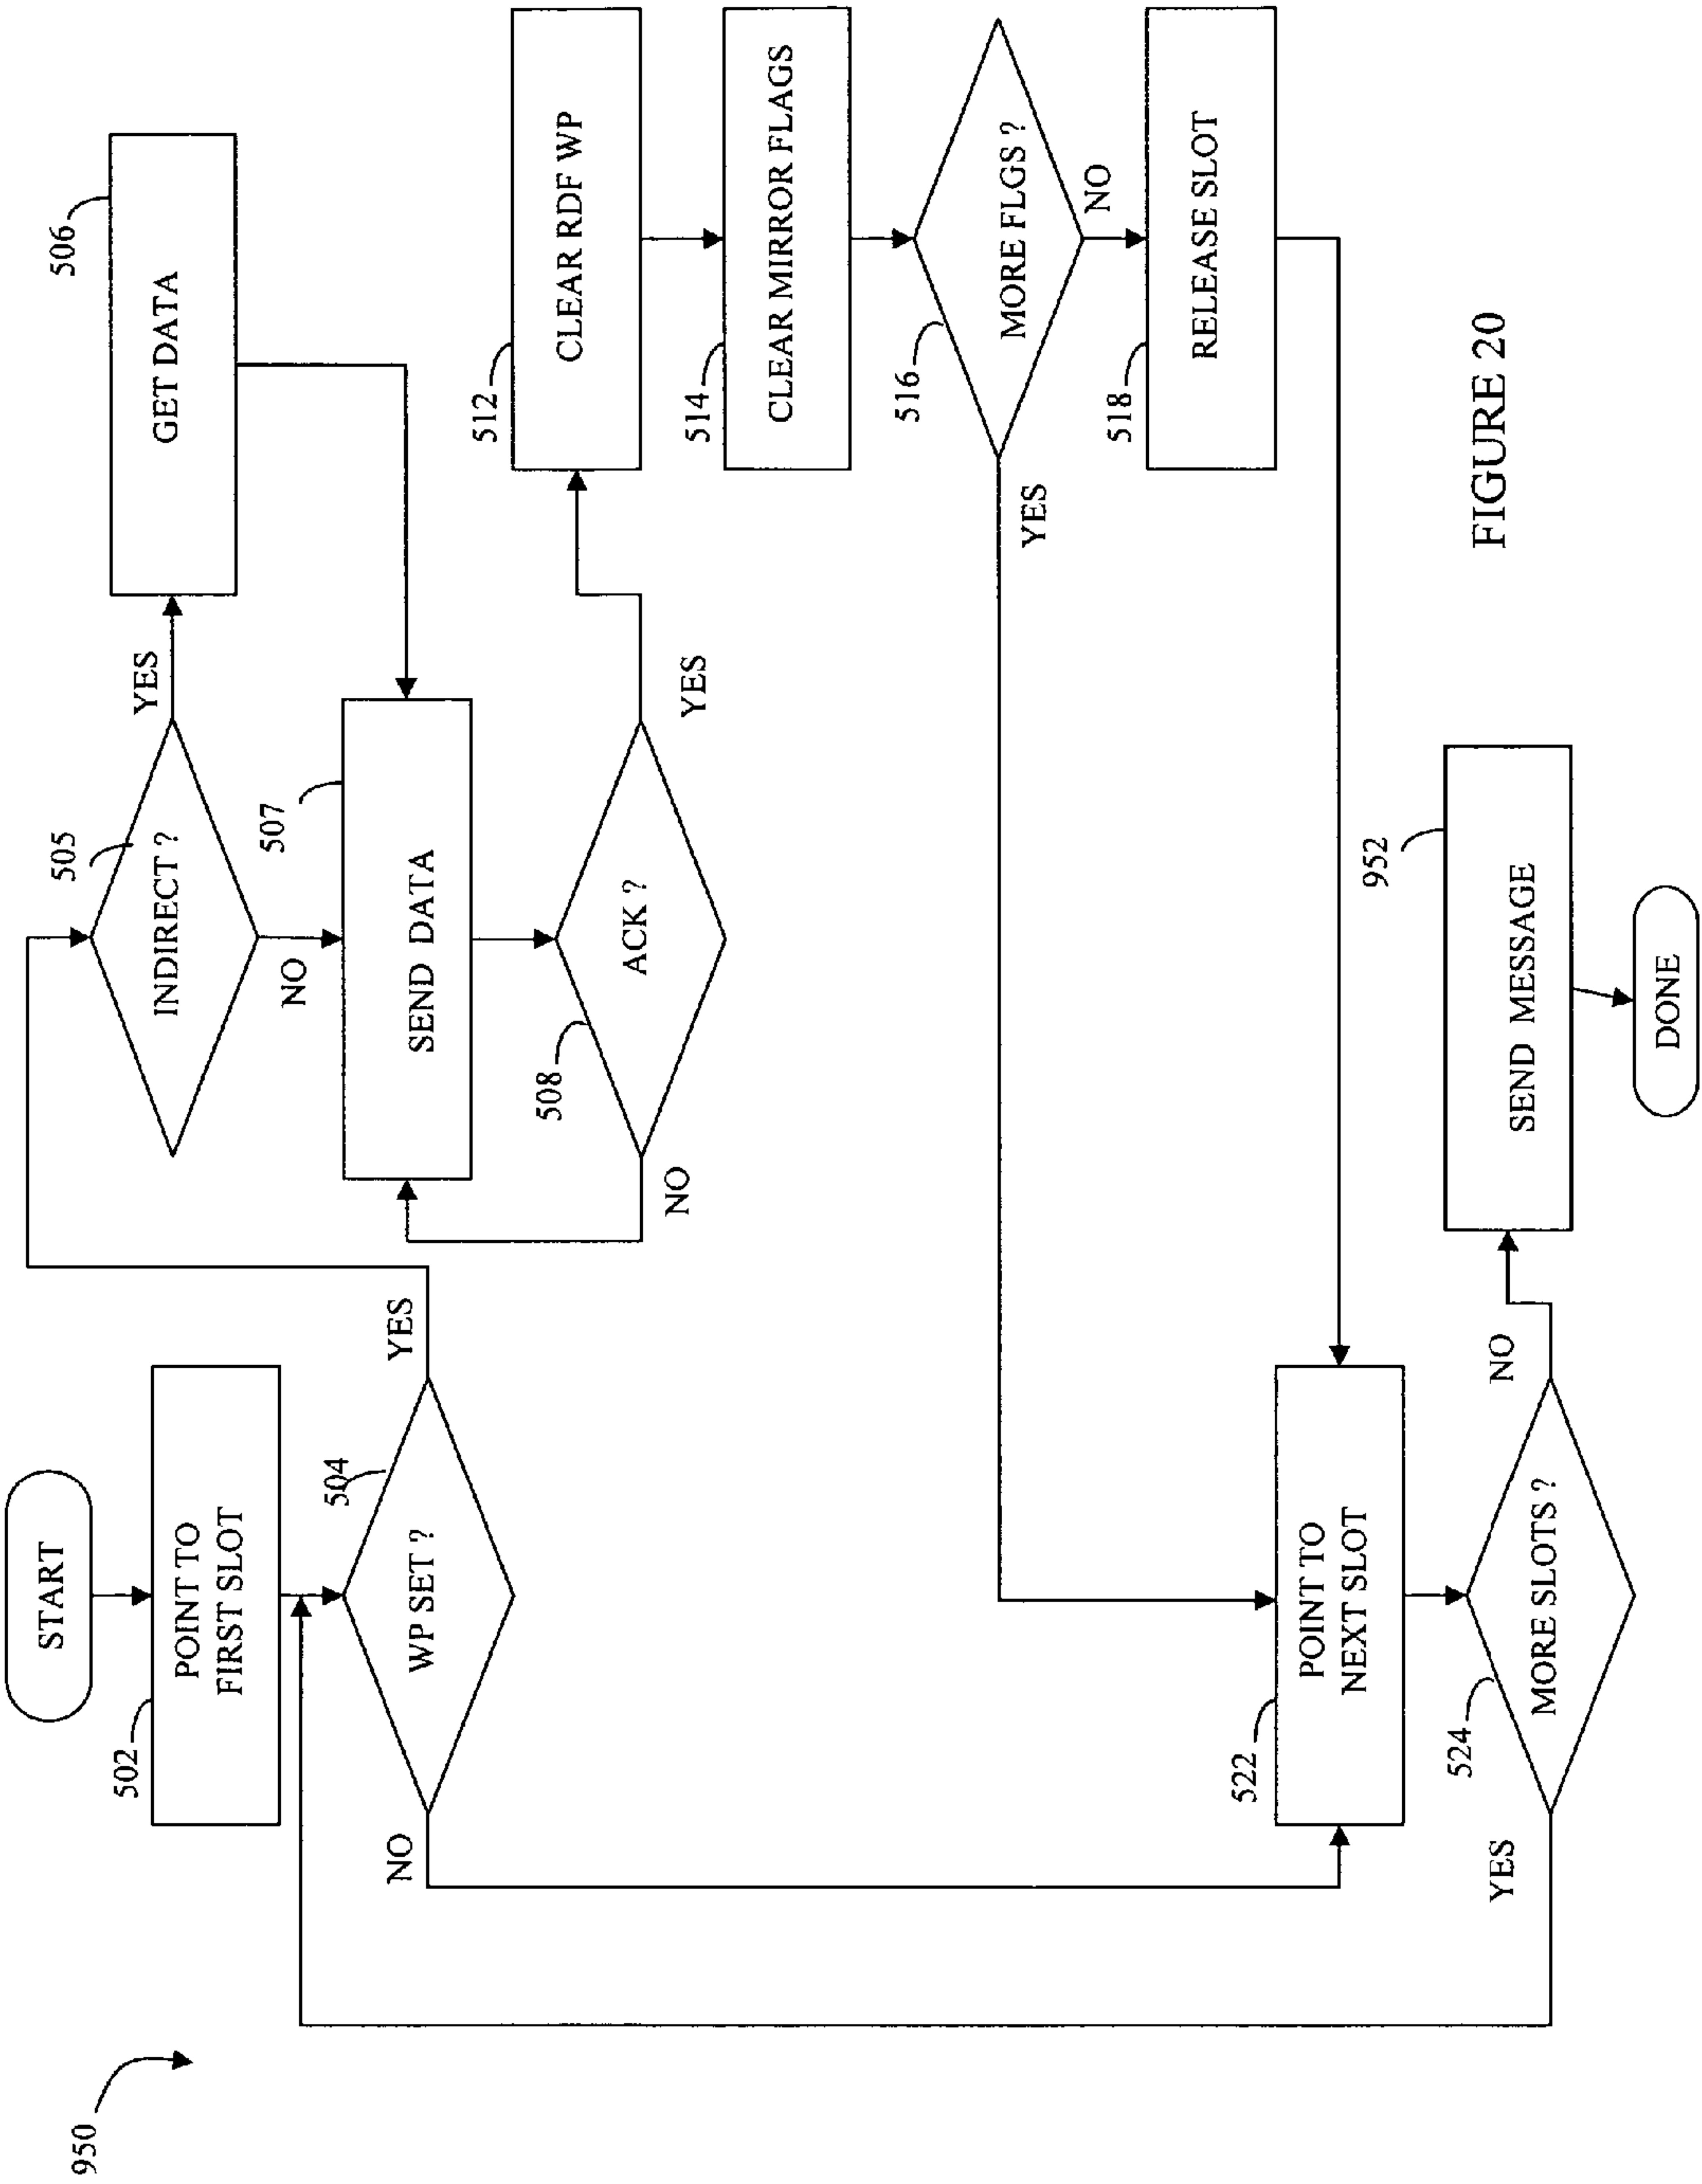 950
START
502
POINT TO
FIRST SLOT
504
WP SET ?
YES
NO
505
INDIRECT ?
YES
NO
506
GET DATA
507
SEND DATA
508
ACK ?
YES
NO
512
CLEAR RDF WP
514
CLEAR MIRROR FLAGS
516
MORE FLGS ?
YES
NO
518
RELEASE SLOT
522
POINT TO
NEXT SLOT
524
MORE SLOTS ?
YES
NO
952
SEND MESSAGE
DONE
FIGURE 20